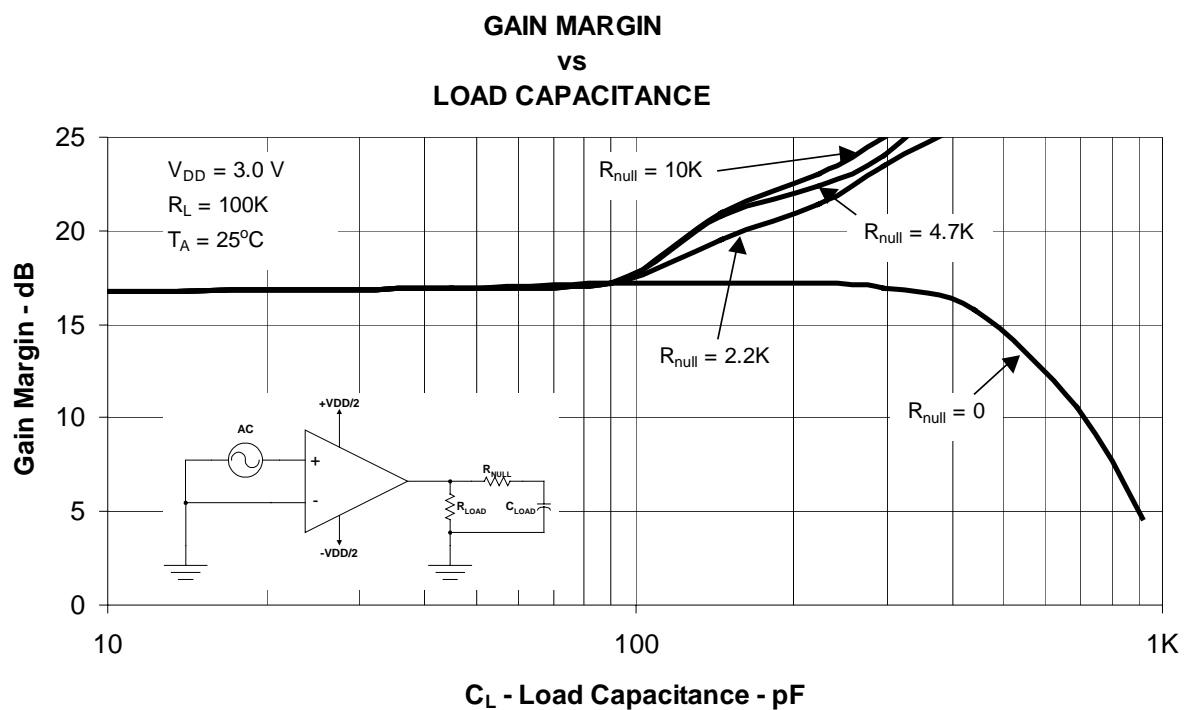 GAIN MARGIN
vs
LOAD CAPACITANCE
25
20
15
10
5
0
Gain Margin - dB
V_DD = 3.0 V
R_L = 100K
T_A = 25°C
R_null = 10K
R_null = 4.7K
R_null = 2.2K
R_null = 0
+VDD/2
AC
+
-
R_NULL
R_LOAD
C_LOAD
-VDD/2
10
100
1K
C_L - Load Capacitance - pF